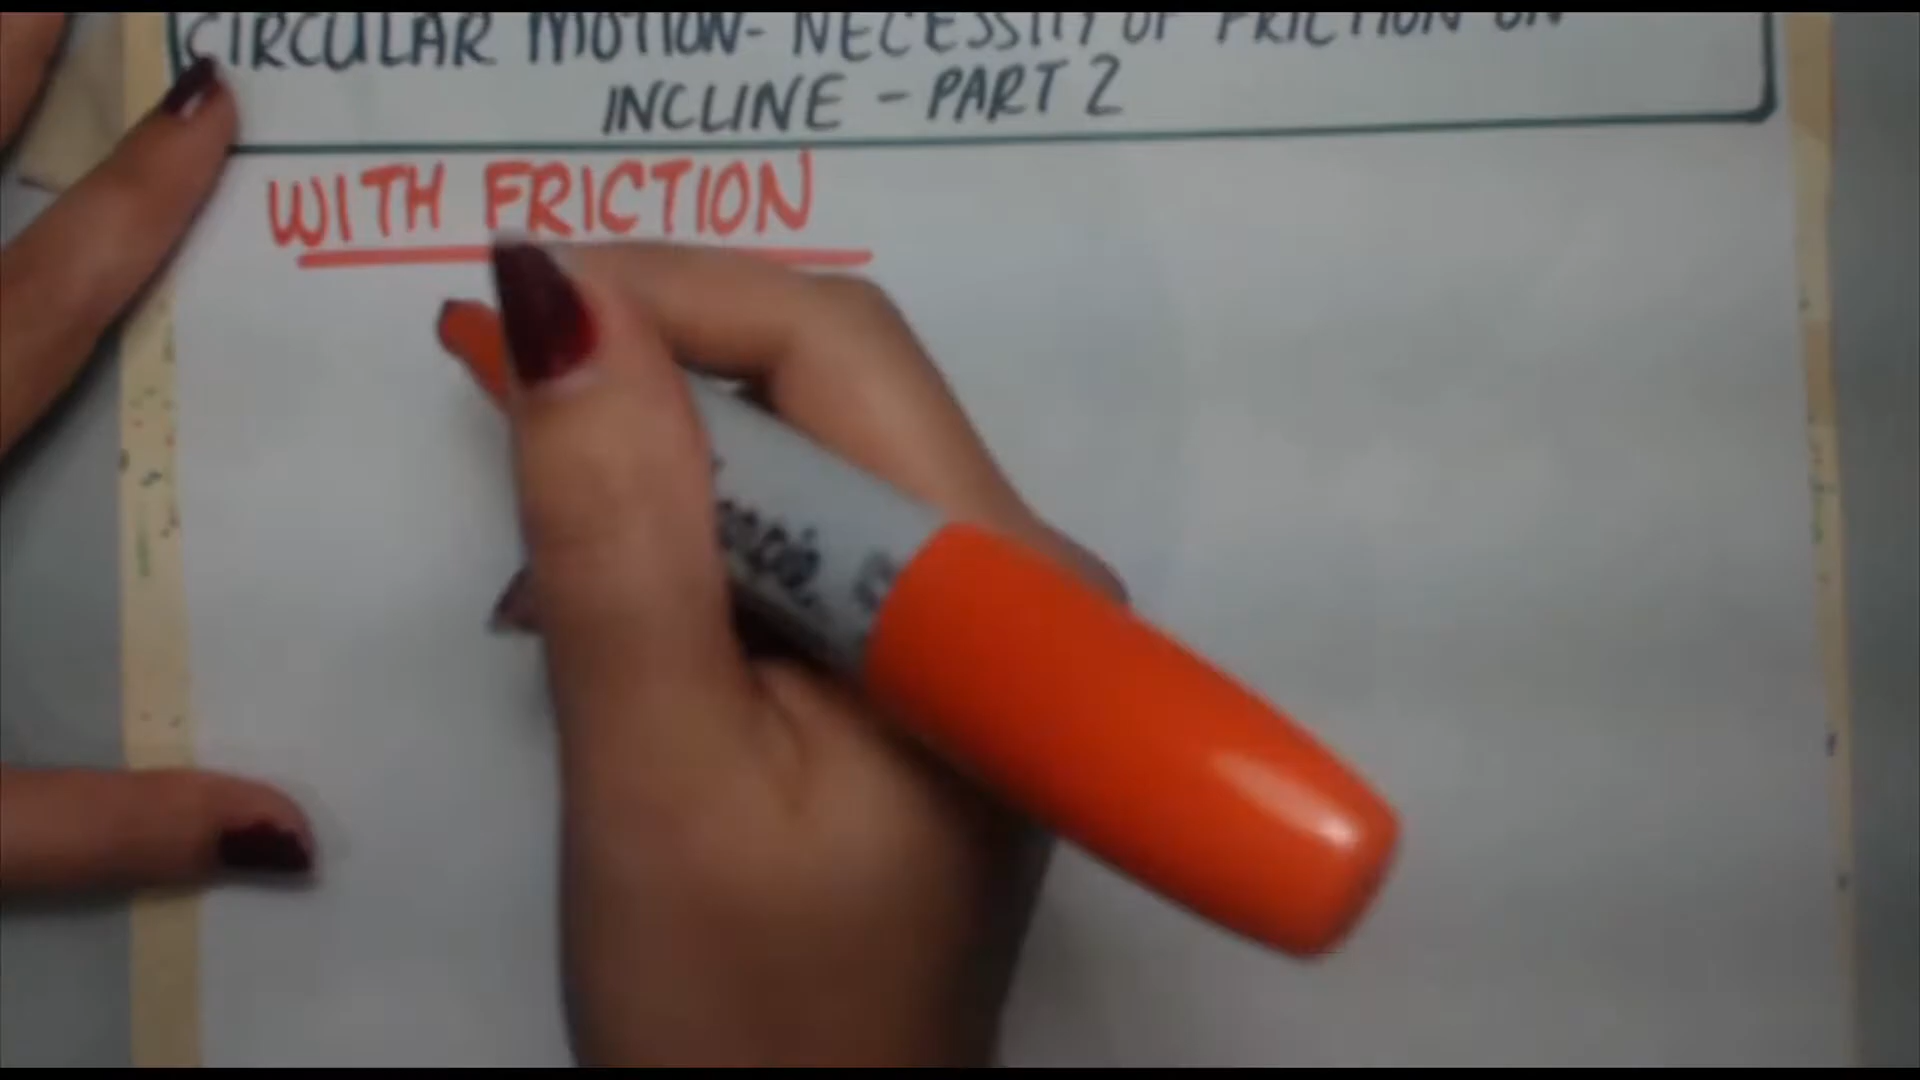 CIRCULAR MOTION- NECESSITY OF FRICTION ON
INCLINE - PART 2
WITH FRICTION